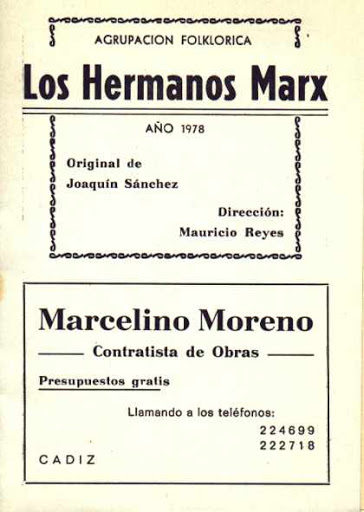 AGRUPACION FOLKLORICA
Los Hermanos Marx
AÑO 1978
Original de
Joaquín Sánchez
Dirección:
Mauricio Reyes
Marcelino Moreno
Contratista de Obras
Presupuestos gratis
Llamando a los teléfonos:
224699
222718
CADIZ